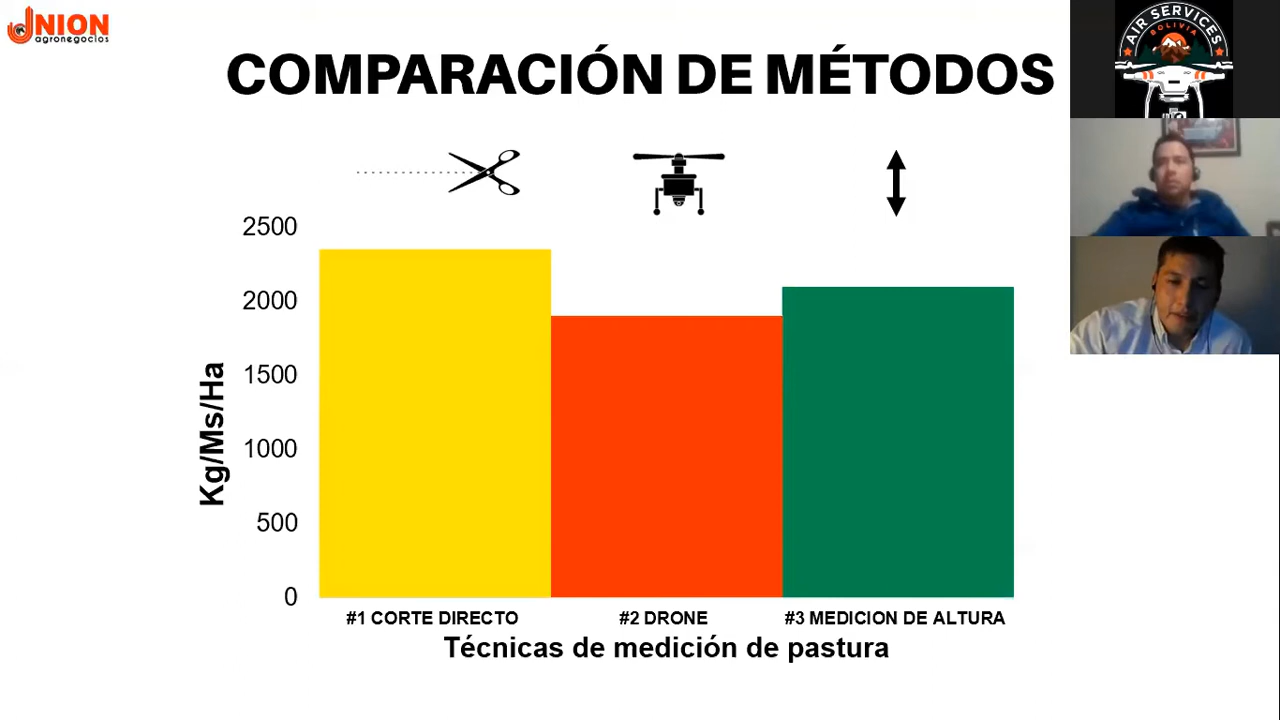 UNION
agronegocios
COMPARACIÓN DE MÉTODOS
AIR SERVICES
BOLIVIA
2500
2000
1500
1000
500
0
Kg/Ms/Ha
#1 CORTE DIRECTO
#2 DRONE
#3 MEDICION DE ALTURA
Técnicas de medición de pastura